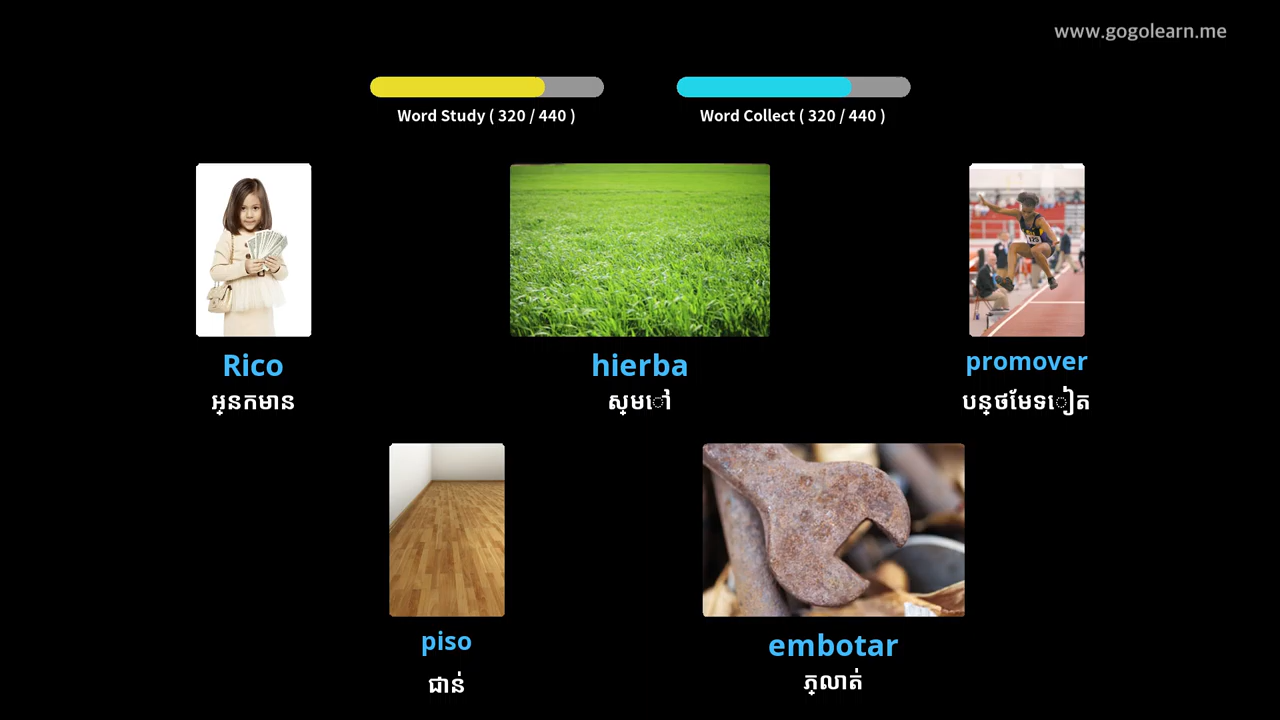 www.gogolearn.me
Word Study ( 320 / 440 )
Word Collect ( 320 / 440 )
Rico
អ្នកមាន
hierba
ស្មៅ
promover
បន្ថែមទៀត
piso
ជាន់
embotar
ភ្លាត់